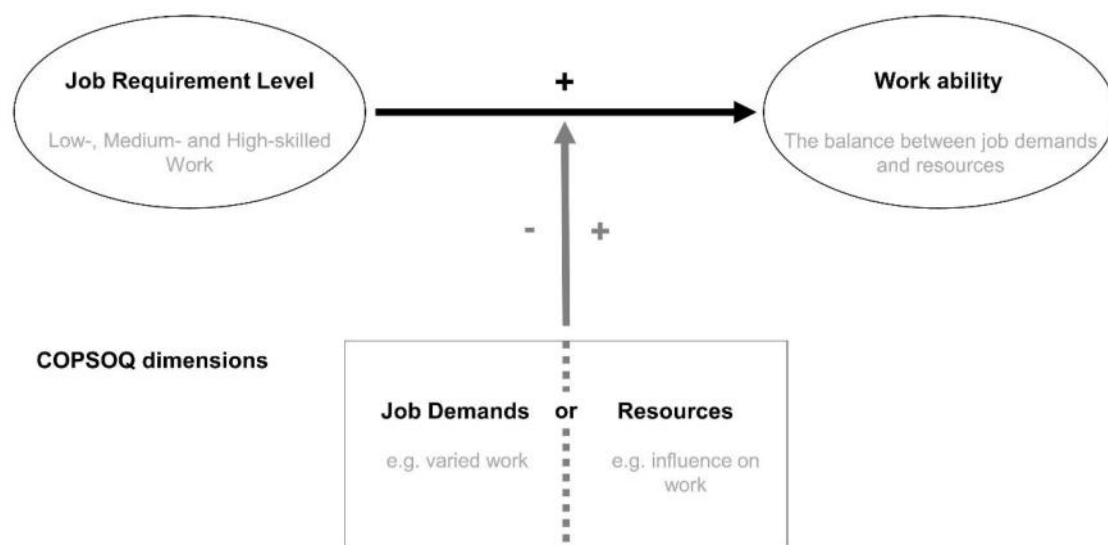 Job Requirement Level
Low-, Medium- and High-skilled
Work
+
Work ability
The balance between job demands
and resources
- +
COPSOQ dimensions
Job Demands or Resources
e.g. varied work
e.g. influence on
work